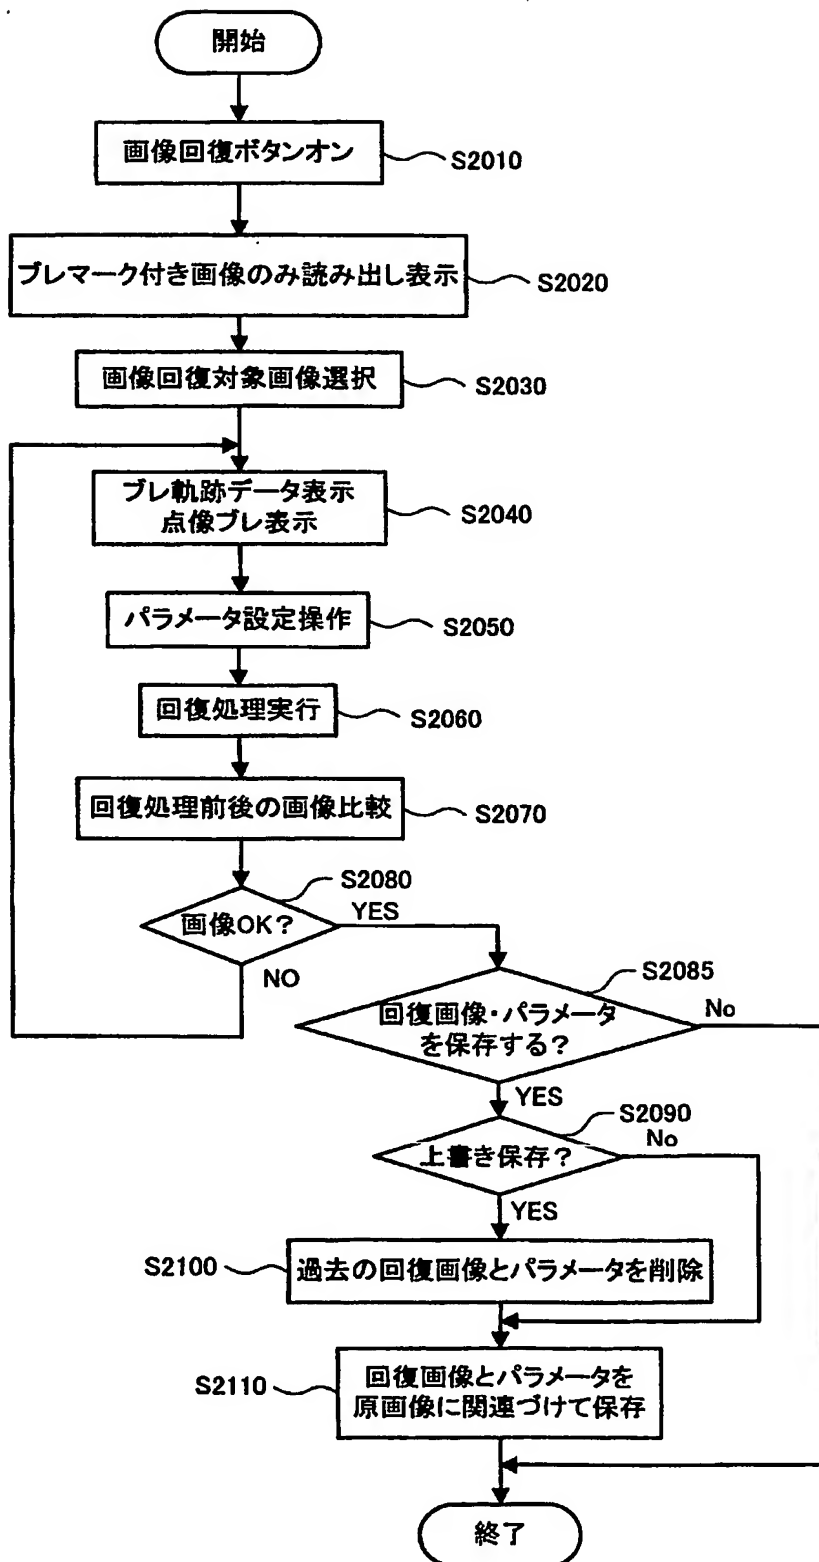 開始
画像回復ボタンオン
S2010
ブレマーク付き画像のみ読み出し表示
S2020
画像回復対象画像選択
S2030
ブレ軌跡データ表示
点像ブレ表示
S2040
パラメータ設定操作
S2050
回復処理実行
S2060
回復処理前後の画像比較
S2070
S2080
画像OK?
YES
NO
S2085
回復画像・パラメータ
を保存する?
No
YES
S2090
上書き保存?
No
YES
S2100
過去の回復画像とパラメータを削除
S2110
回復画像とパラメータを
原画像に関連づけて保存
終了